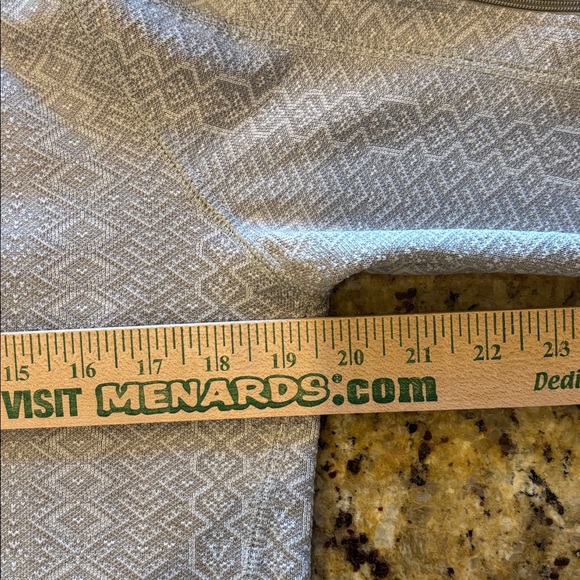 15 16 17 18 19 20 21 22 23
VISIT MENARDS®.com Dedi